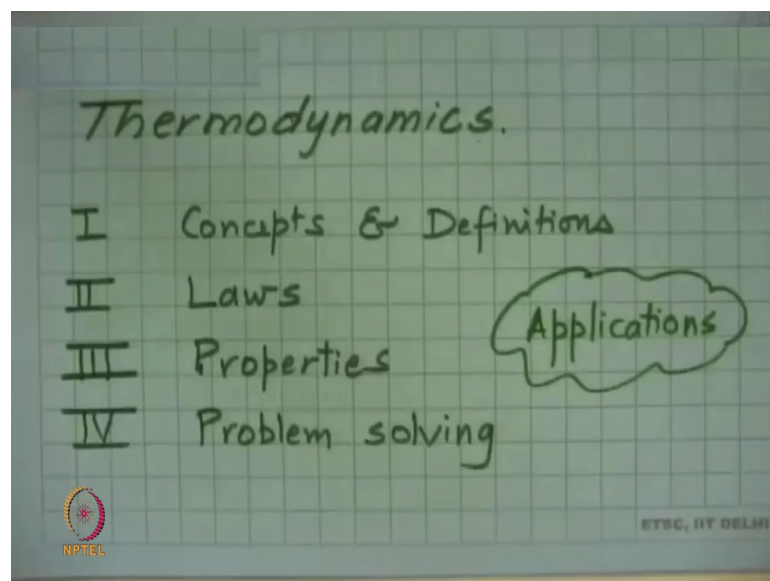 Thermodynamics.
I Concepts & Definitions
II Laws
Applications
III Properties
IV Problem solving
NPTEL
ETSC, IIT DELHI